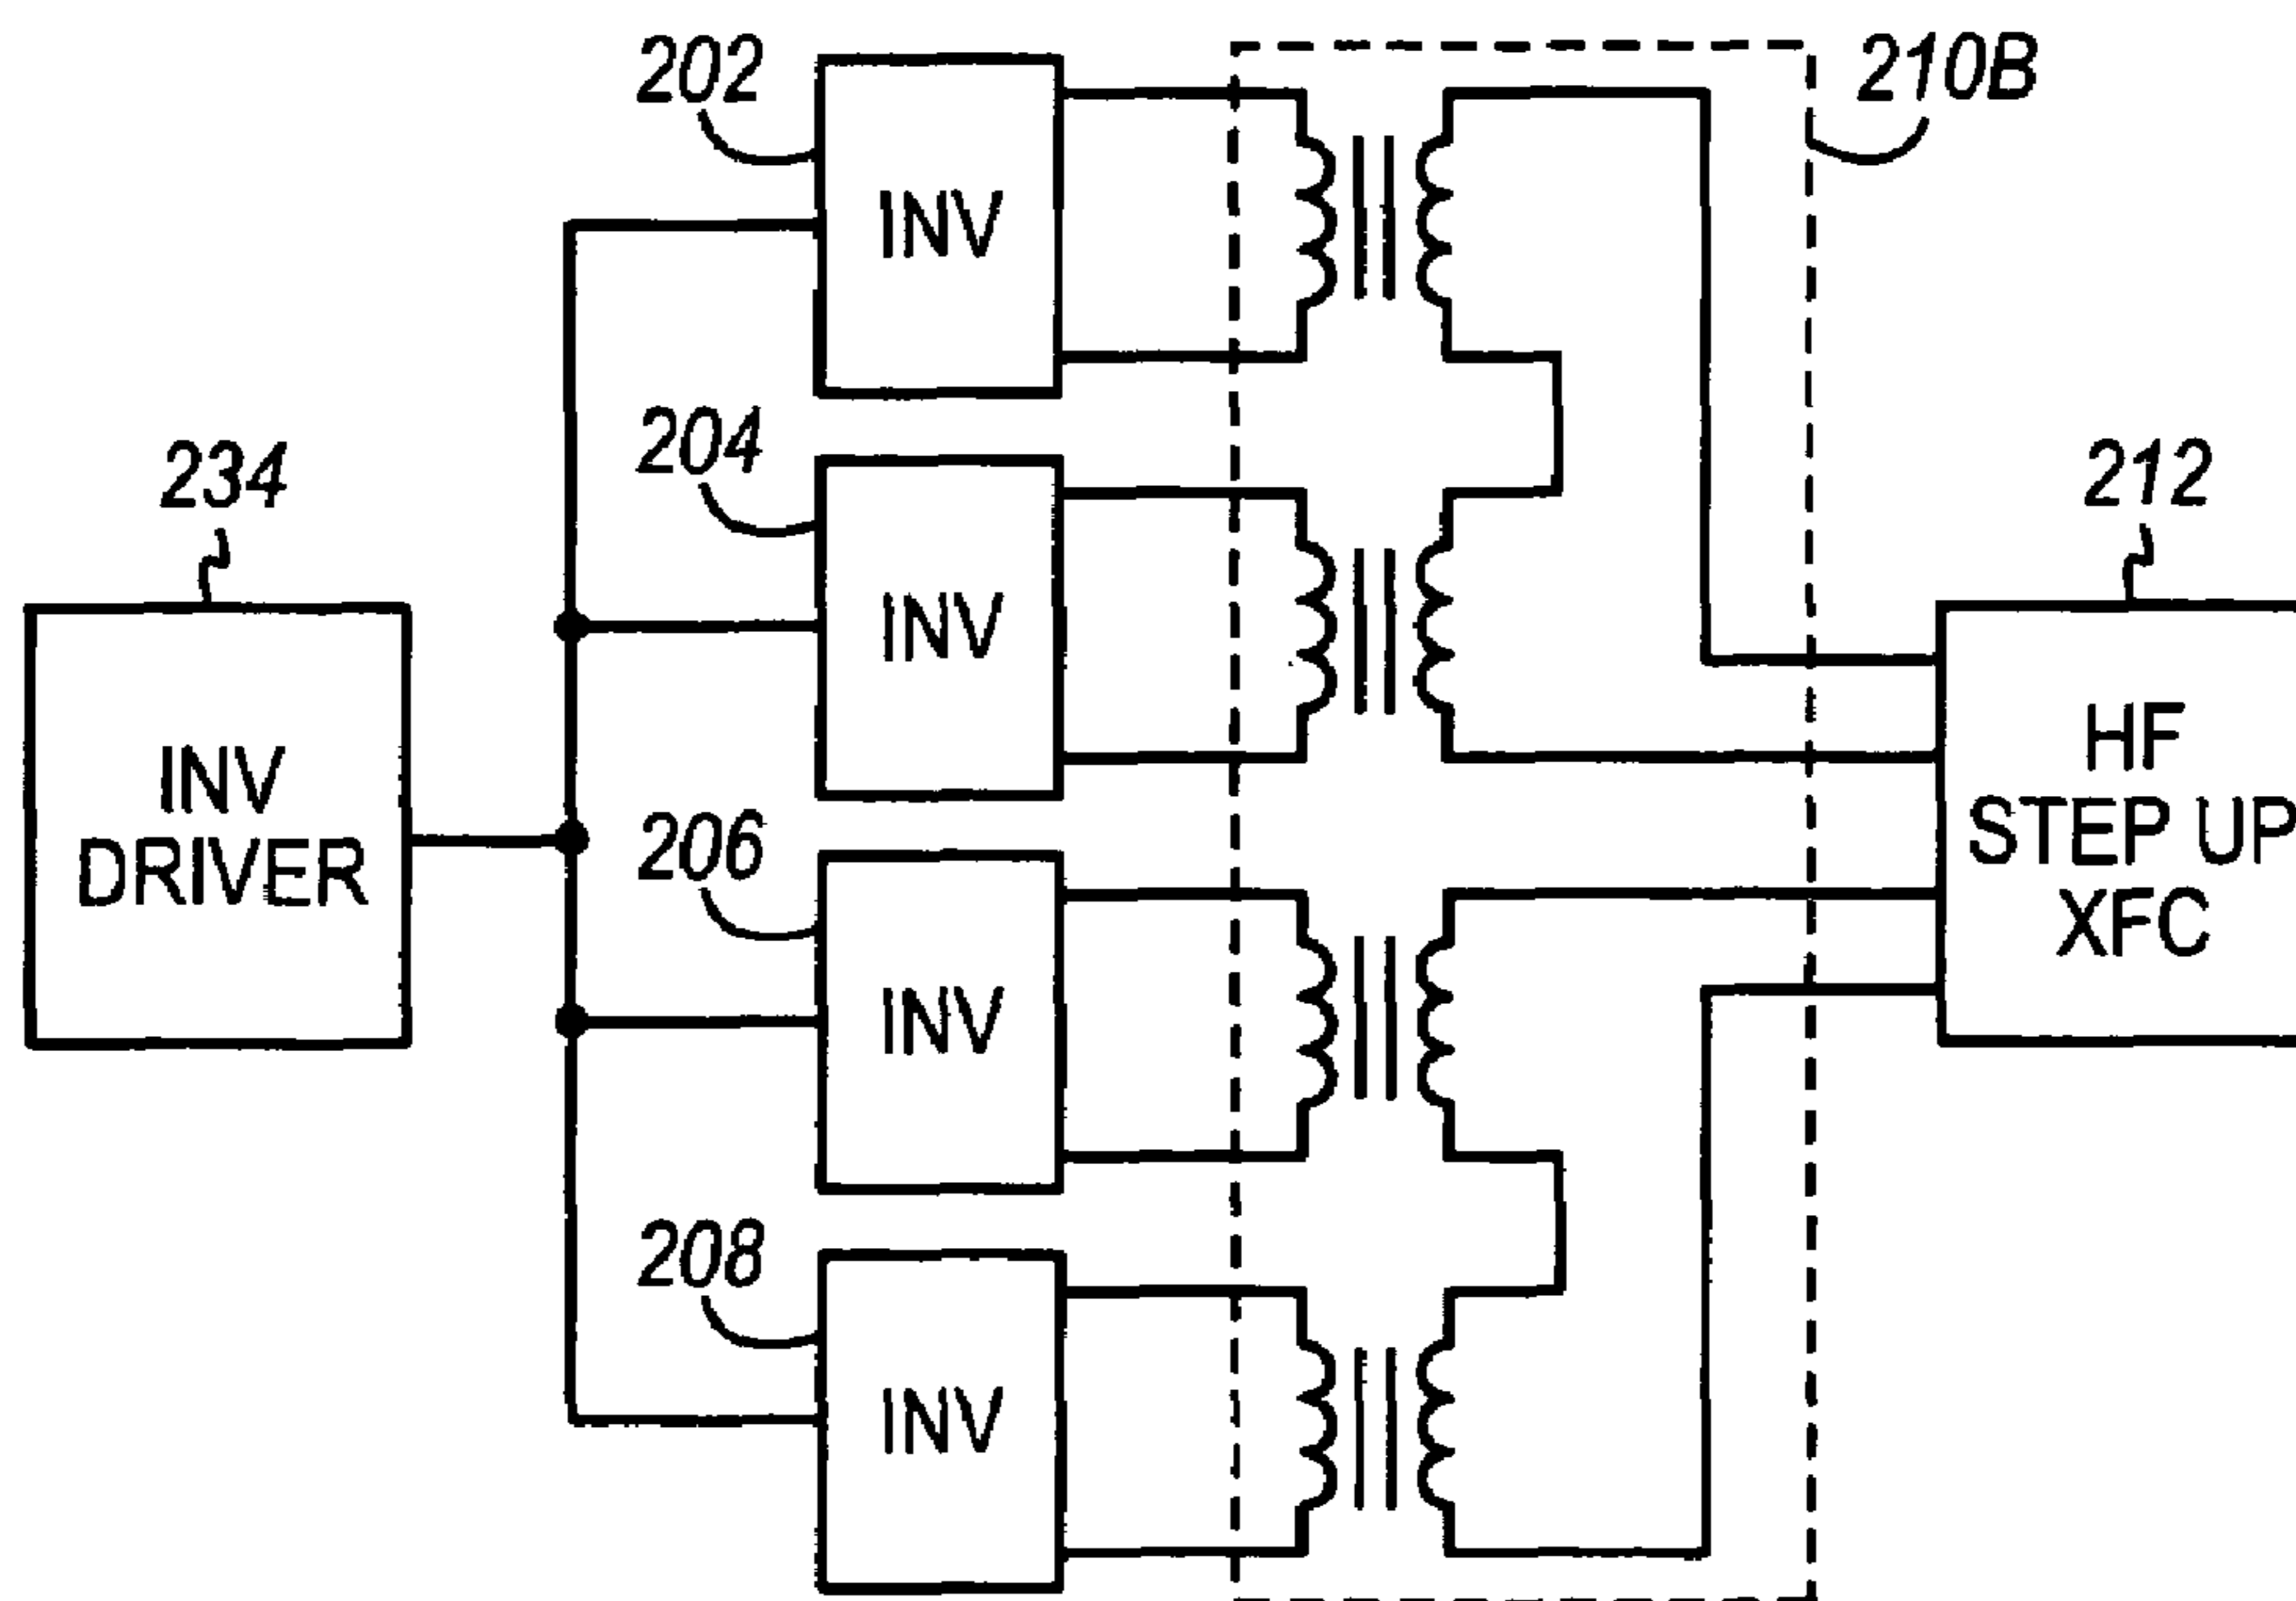 202
210B
INV
204
234
212
INV
INV
DRIVER
HF
STEP UP
XFC
206
INV
208
INV